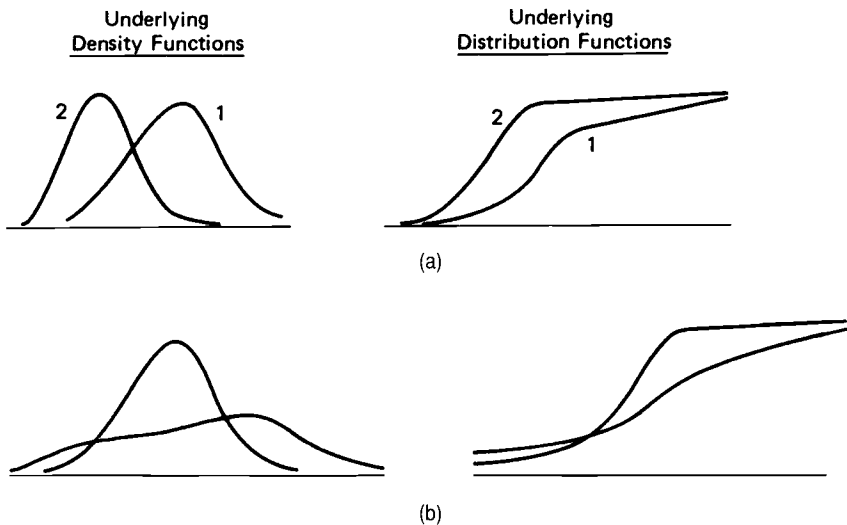 Underlying
Density Functions
Underlying
Distribution Functions
2
1
2
1
(a)
(b)